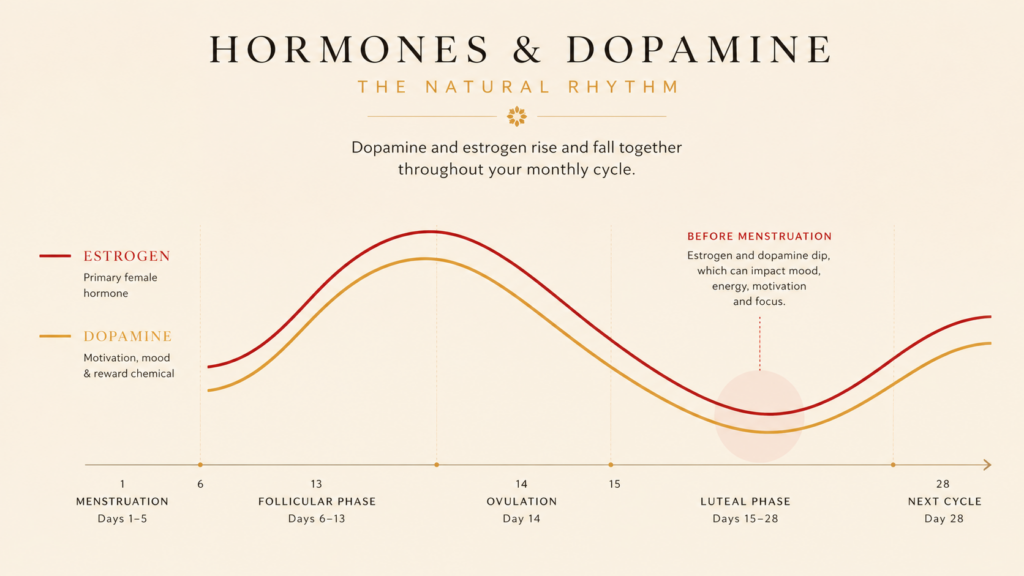 HORMONES & DOPAMINE
THE NATURAL RHYTHM
Dopamine and estrogen rise and fall together
throughout your monthly cycle.
ESTROGEN
Primary female
hormone
DOPAMINE
Motivation, mood
& reward chemical
BEFORE MENSTRUATION
Estrogen and dopamine dip,
which can impact mood,
energy, motivation
and focus.
1 6 13 14 15 28
MENSTRUATION FOLLICULAR PHASE OVULATION LUTEAL PHASE NEXT CYCLE
Days 1–5 Days 6–13 Day 14 Days 15–28 Day 28